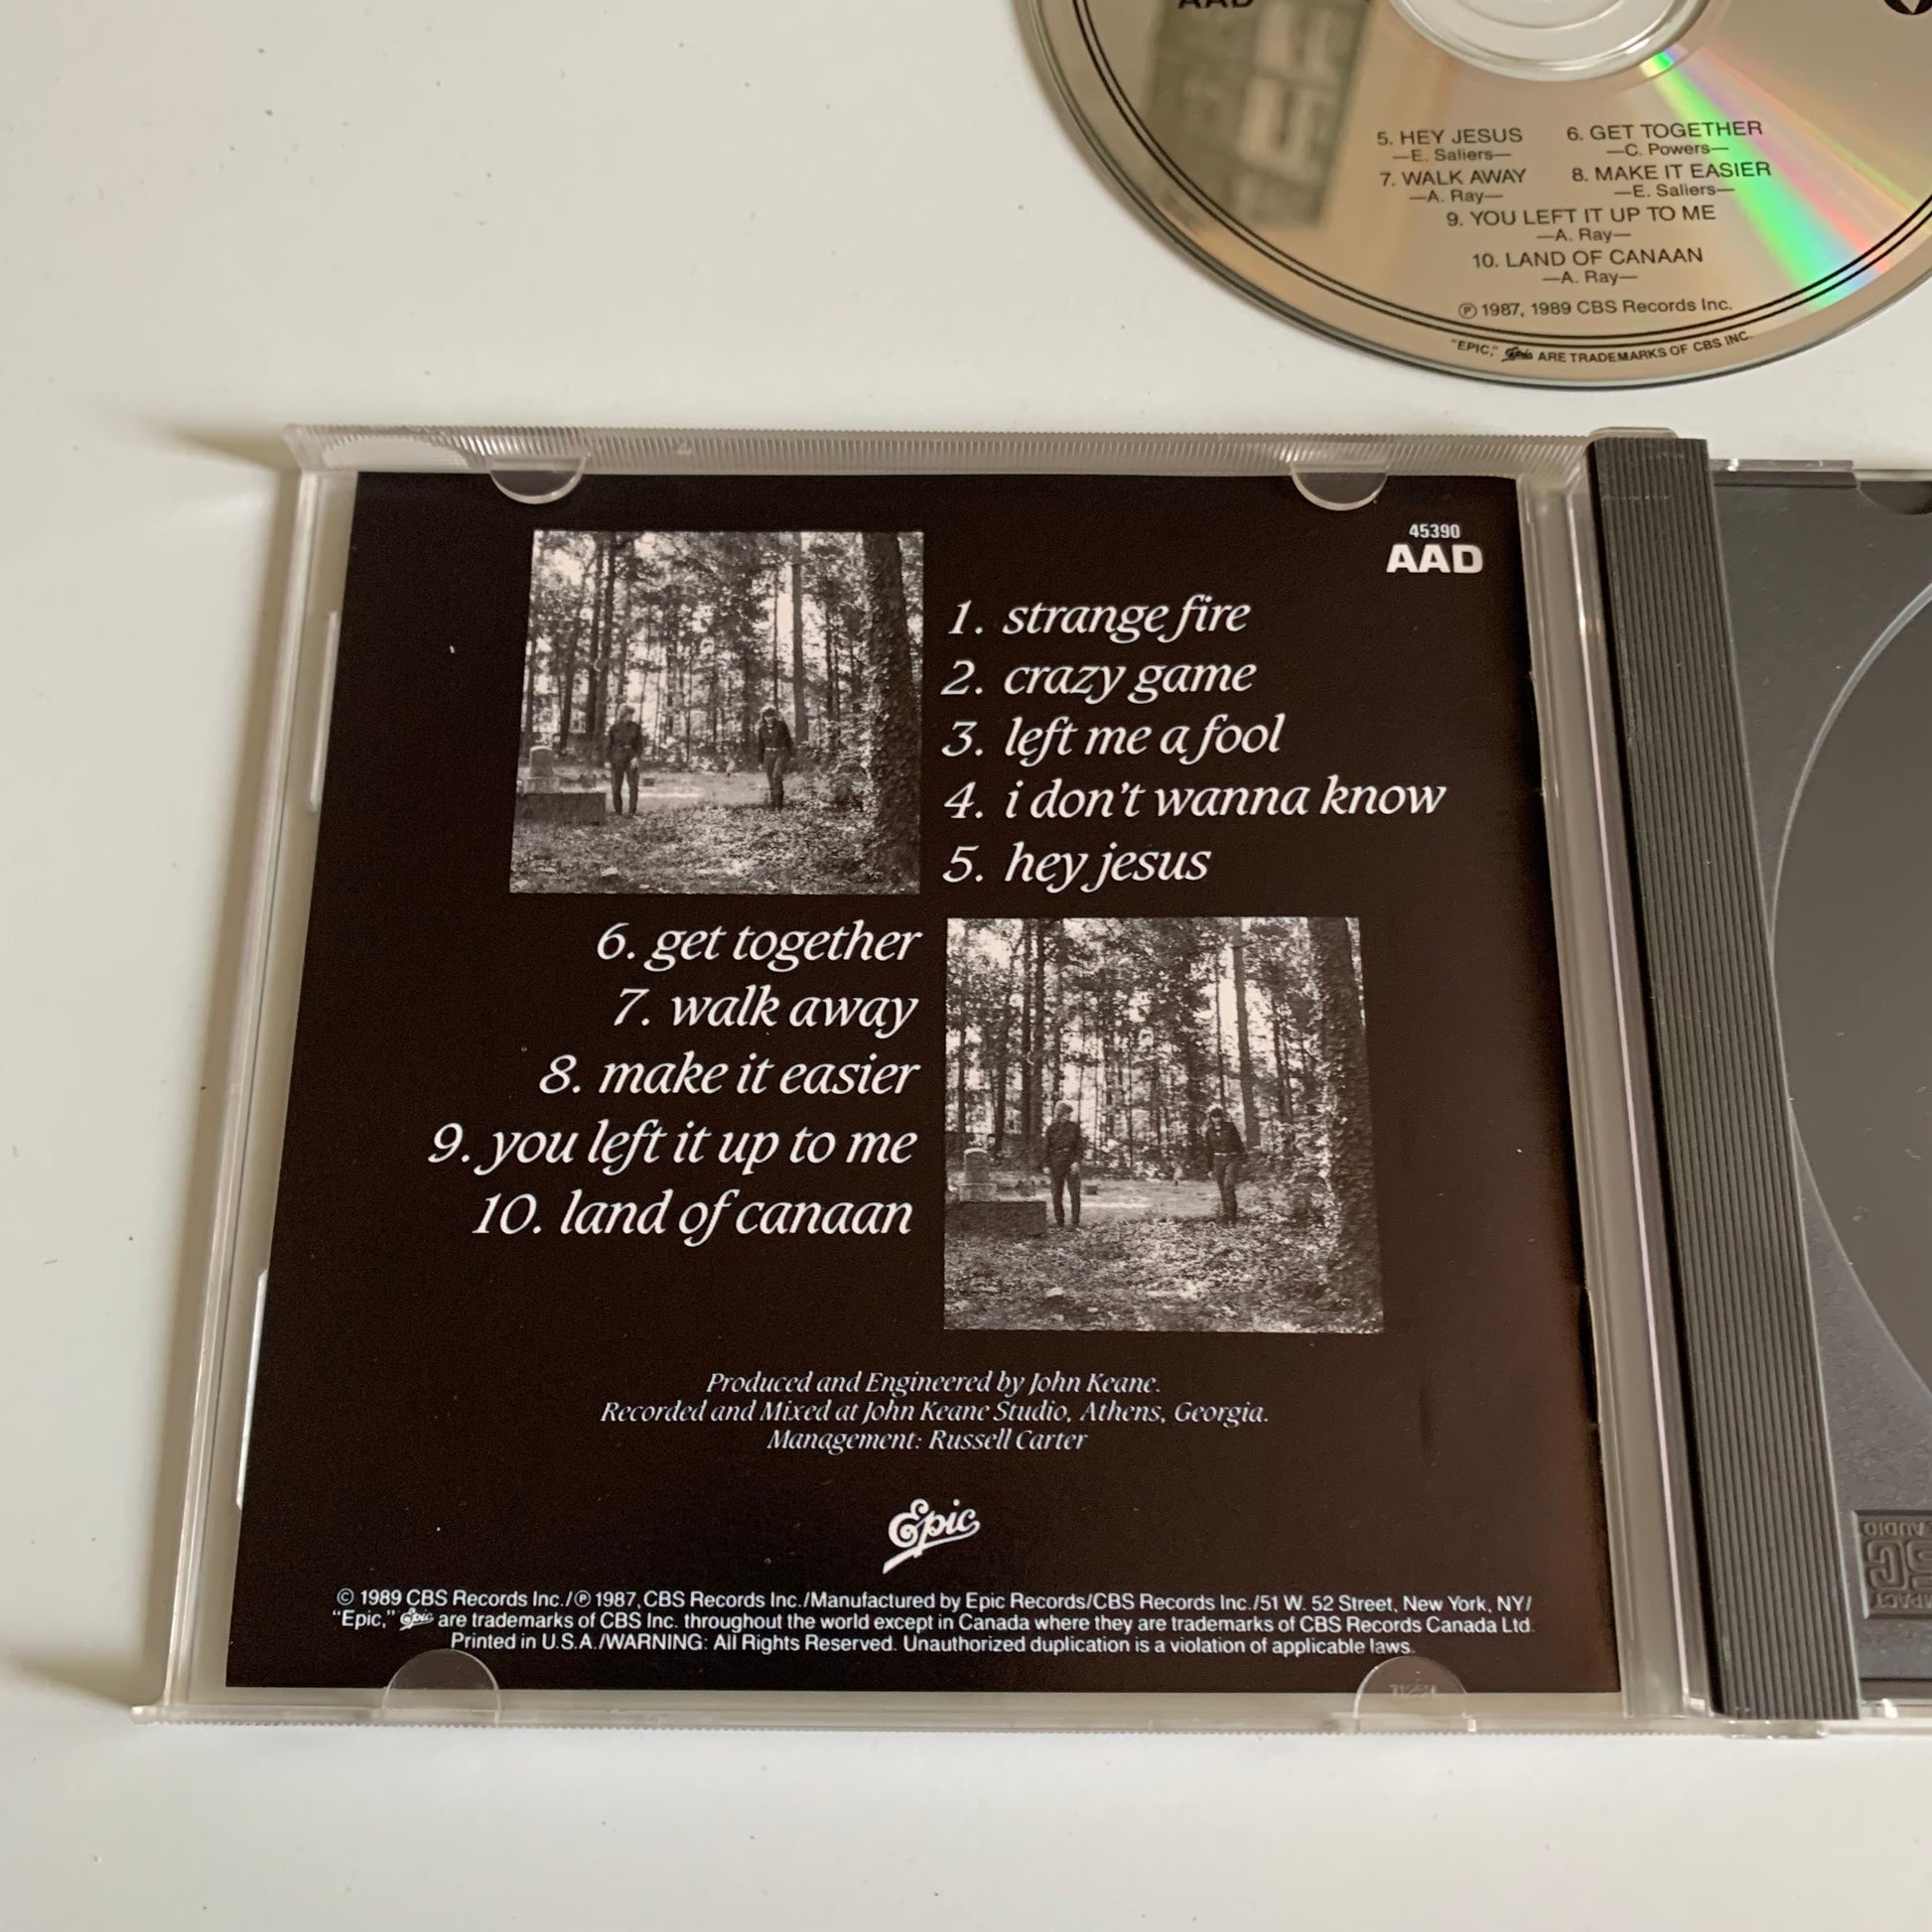 AAD
5. HEY JESUS 6. GET TOGETHER
—E. Saliers— —C. Powers—
7. WALK AWAY 8. MAKE IT EASIER
—A. Ray— —E. Saliers—
9. YOU LEFT IT UP TO ME
—A. Ray—
10. LAND OF CANAAN
—A. Ray—
℗ 1987, 1989 CBS Records Inc.
"EPIC," Epic ARE TRADEMARKS OF CBS INC.
45390
AAD
1. strange fire
2. crazy game
3. left me a fool
4. i don't wanna know
5. hey jesus
6. get together
7. walk away
8. make it easier
9. you left it up to me
10. land of canaan
Produced and Engineered by John Keane.
Recorded and Mixed at John Keane Studio, Athens, Georgia.
Management: Russell Carter
Epic
© 1989 CBS Records Inc./℗ 1987, CBS Records Inc./Manufactured by Epic Records/CBS Records Inc./51 W. 52 Street, New York, NY/
"Epic," Epic are trademarks of CBS Inc. throughout the world except in Canada where they are trademarks of CBS Records Canada Ltd.
Printed in U.S.A./WARNING: All Rights Reserved. Unauthorized duplication is a violation of applicable laws.